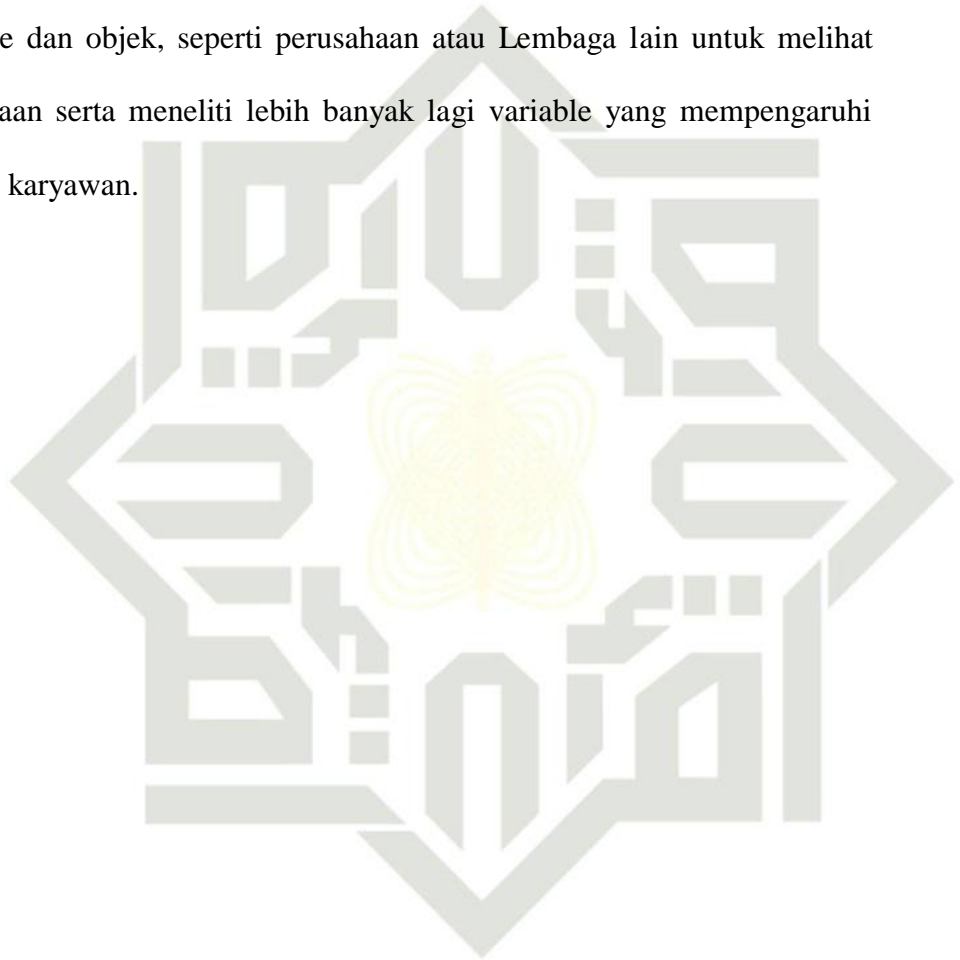 e dan objek, seperti perusahaan atau Lembaga lain untuk melihat
aan serta meneliti lebih banyak lagi variable yang mempengaruhi
karyawan.